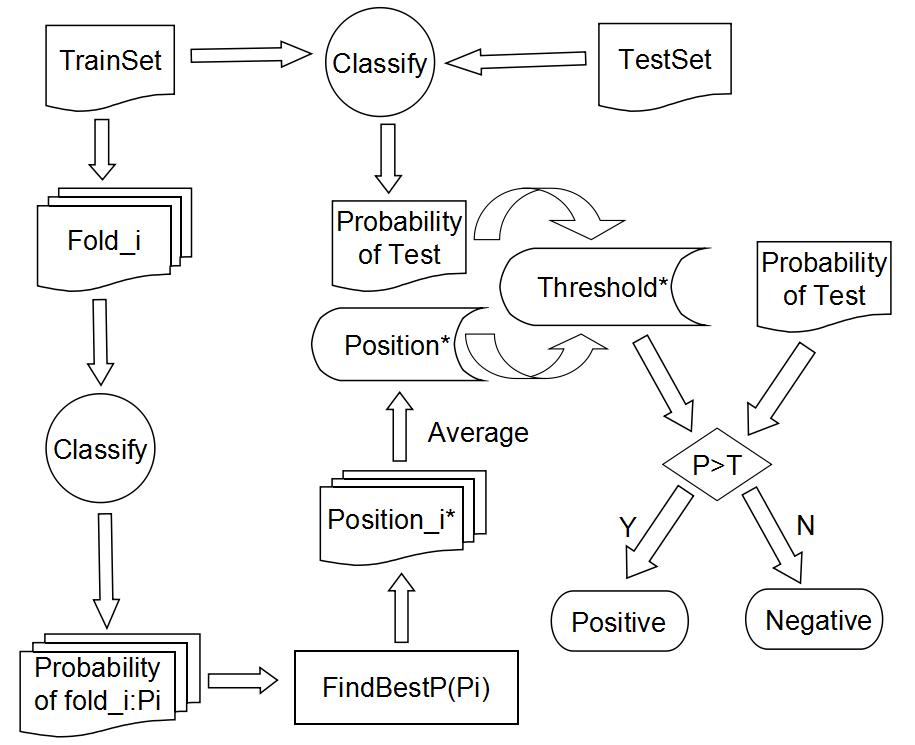 TrainSet
Classify
TestSet
Fold_i
Probability
of Test
Threshold*
Probability
of Test
Position*
Classify
Average
P>T
Position_i*
Y
N
Positive
Negative
Probability
of fold_i:Pi
FindBestP(Pi)